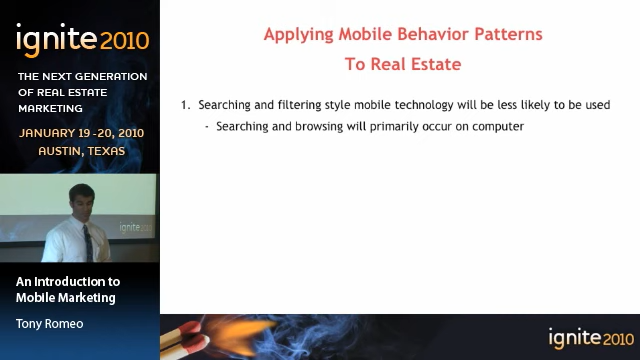 ignite2010
THE NEXT GENERATION
OF REAL ESTATE
MARKETING
JANUARY 19-20, 2010
AUSTIN, TEXAS
ignite
An Introduction to
Mobile Marketing
Tony Romeo
Applying Mobile Behavior Patterns
To Real Estate
1. Searching and filtering style mobile technology will be less likely to be used
- Searching and browsing will primarily occur on computer
ignite2010